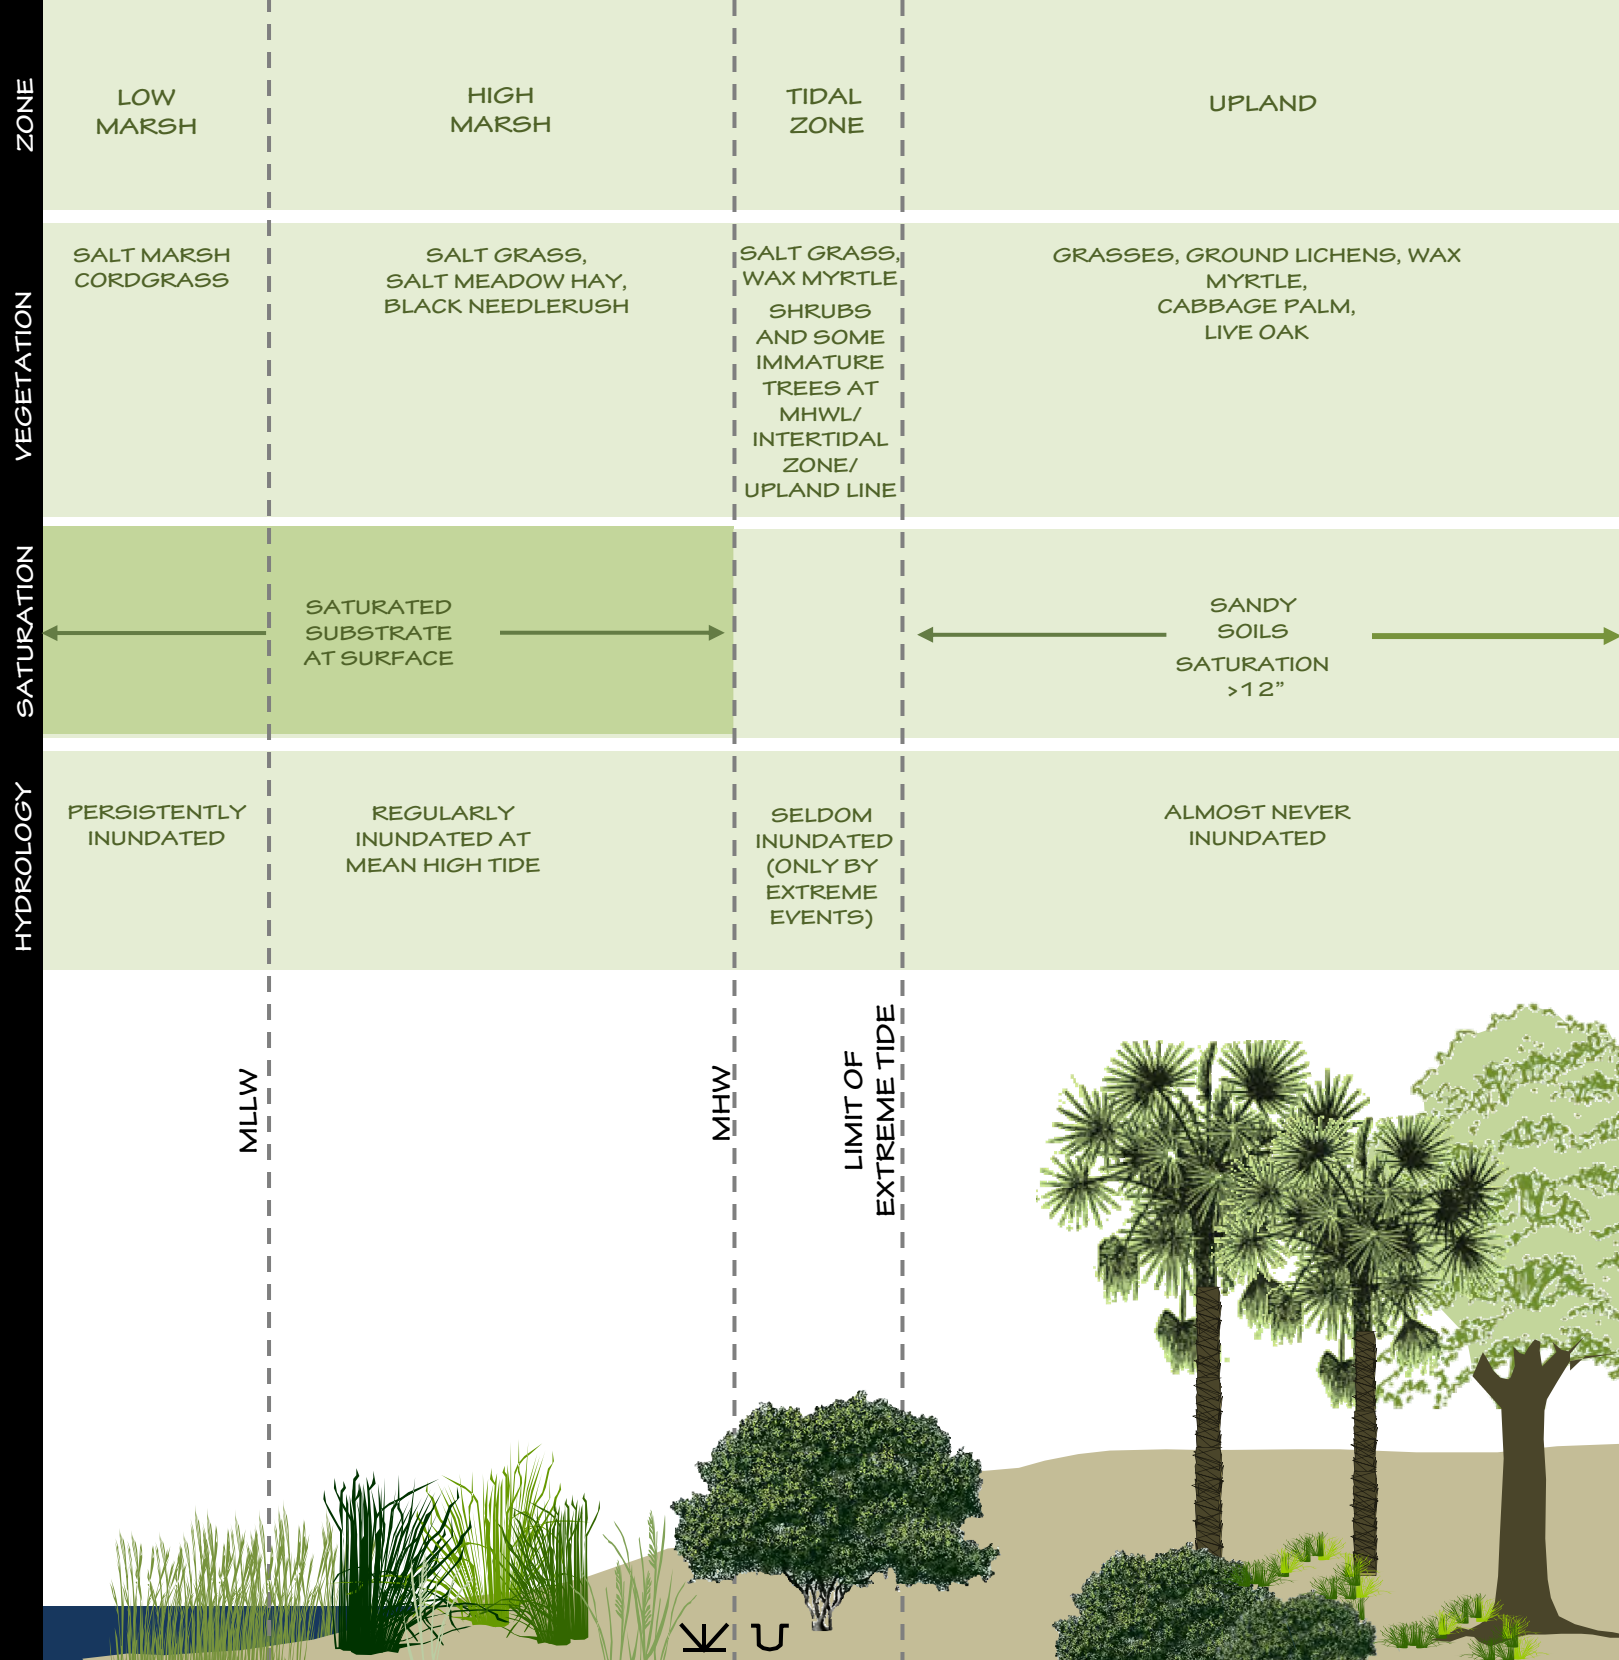 ZONE
LOW
MARSH
HIGH
MARSH
TIDAL
ZONE
UPLAND
VEGETATION
SALT MARSH
CORDGRASS
SALT GRASS,
SALT MEADOW HAY,
BLACK NEEDLERUSH
SALT GRASS,
WAX MYRTLE
SHRUBS
AND SOME
IMMATURE
TREES AT
MHWL/
INTERTIDAL
ZONE/
UPLAND LINE
GRASSES, GROUND LICHENS, WAX
MYRTLE,
CABBAGE PALM,
LIVE OAK
SATURATION
SATURATED
SUBSTRATE
AT SURFACE
SANDY
SOILS
SATURATION
>12”
HYDROLOGY
PERSISTENTLY
INUNDATED
REGULARLY
INUNDATED AT
MEAN HIGH TIDE
SELDOM
INUNDATED
(ONLY BY
EXTREME
EVENTS)
ALMOST NEVER
INUNDATED
MLLW
MHW
LIMIT OF
EXTREME TIDE
U